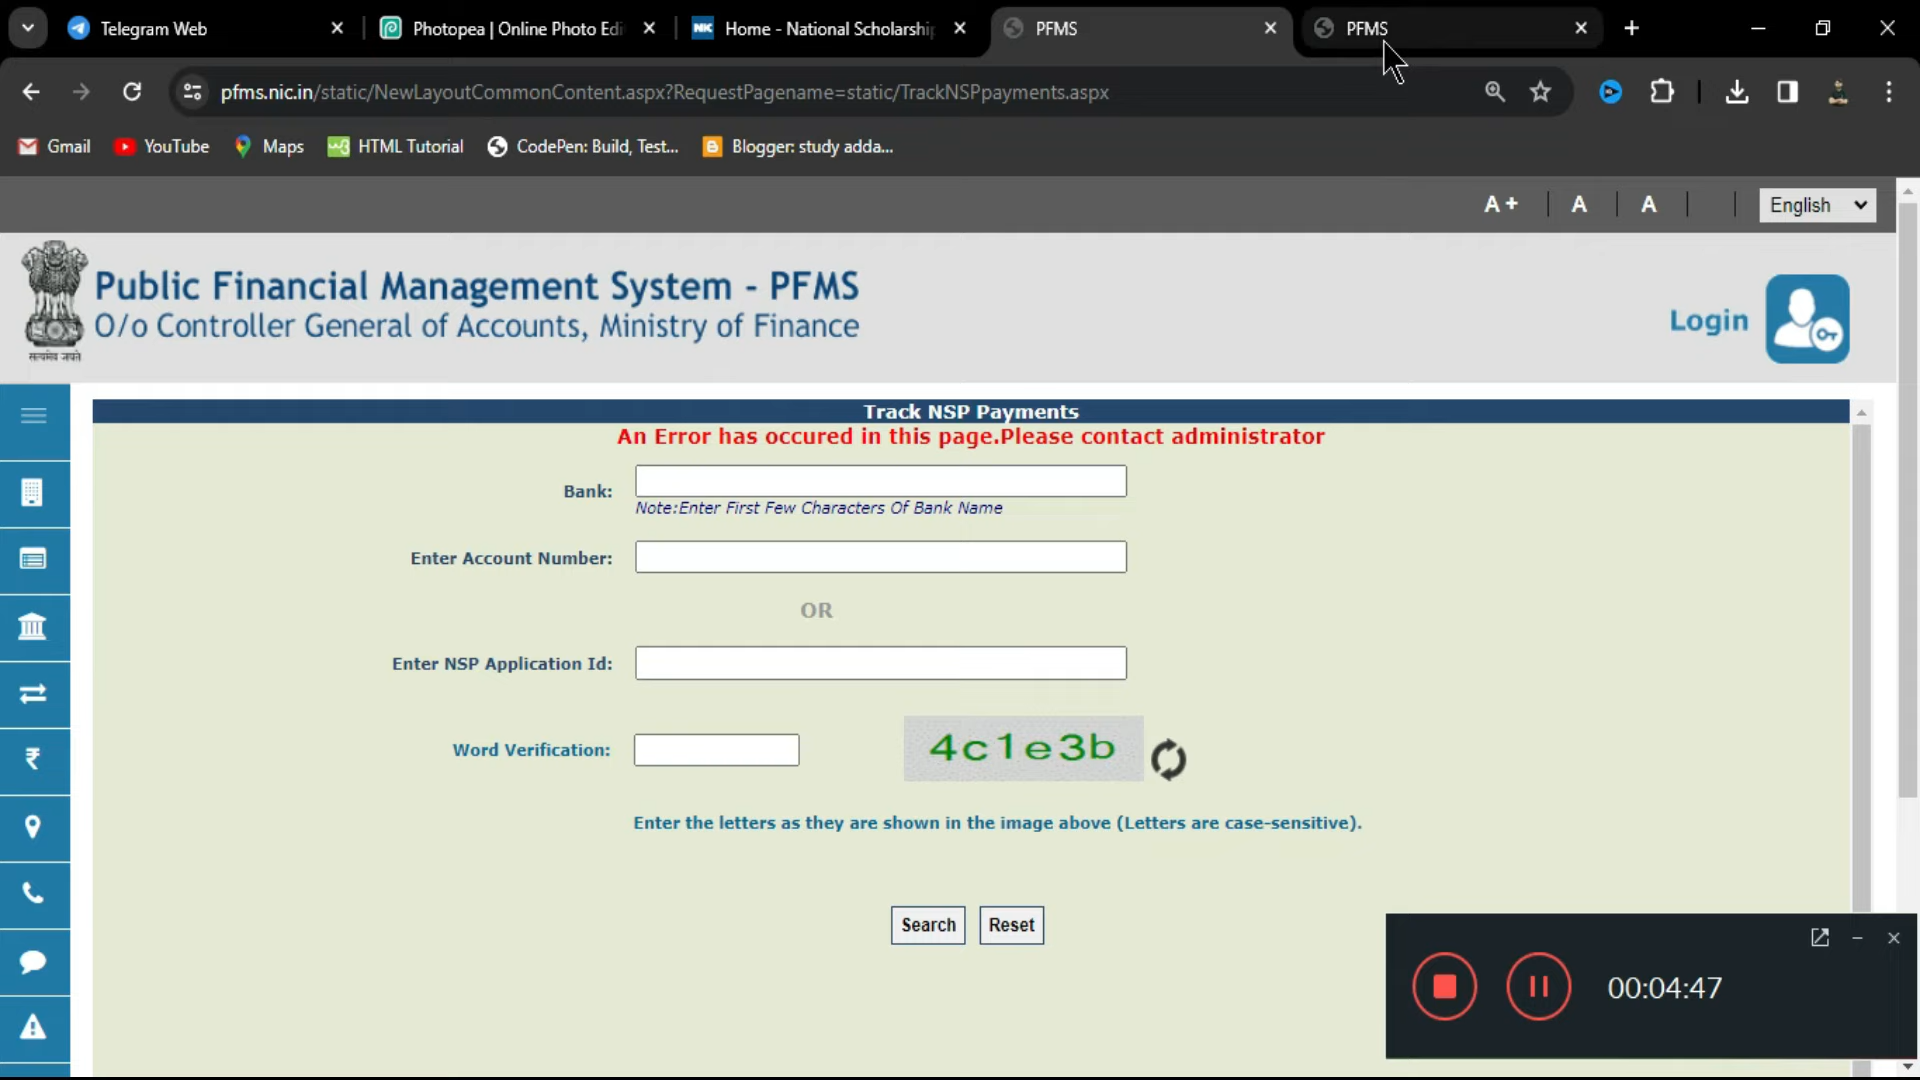 Telegram Web
Photopea | Online Photo Edi
NIC Home - National Scholarship
PFMS
PFMS
pfms.nic.in/static/NewLayoutCommonContent.aspx?RequestPagename=static/TrackNSPpayments.aspx
Gmail
YouTube
Maps
HTML Tutorial
CodePen: Build, Test...
Blogger: study adda...
A+ A A English
Public Financial Management System - PFMS
O/o Controller General of Accounts, Ministry of Finance
सत्यमेव जयते
Login
Track NSP Payments
An Error has occured in this page.Please contact administrator
Bank:
Note:Enter First Few Characters Of Bank Name
Enter Account Number:
OR
Enter NSP Application Id:
Word Verification: 4c1e3b
Enter the letters as they are shown in the image above (Letters are case-sensitive).
Search Reset
00:04:47